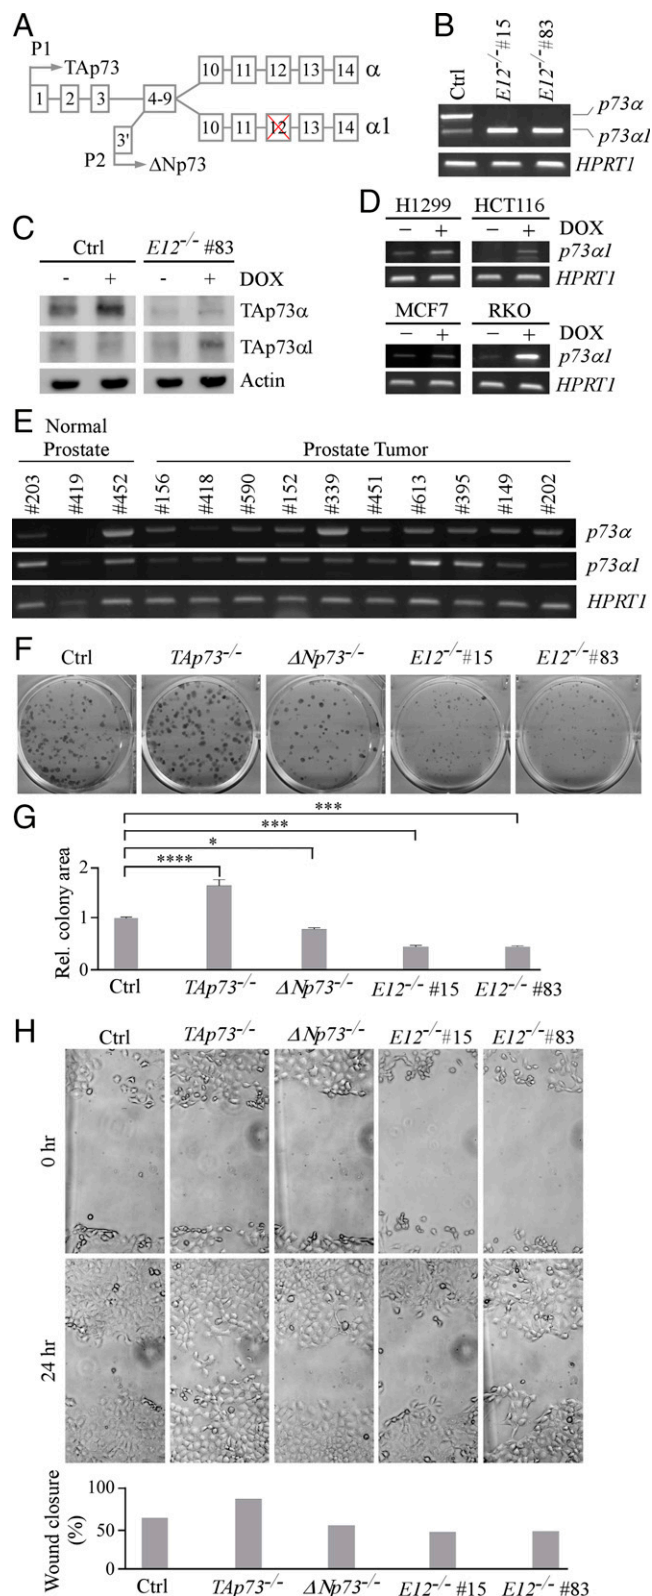 A
P1
TAp73
1 2 3 4-9
10 11 12 13 14 α
3'
10 11 12 13 14 α1
P2 ΔNp73
B
Ctrl E12-/-#15 E12-/-#83
p73α
p73α1
HPRT1
C
Ctrl E12-/- #83
- + - + DOX
TAp73α
TAp73α1
Actin
D
H1299 HCT116
− + − + DOX
p73α1
HPRT1
MCF7 RKO
− + − + DOX
p73α1
HPRT1
E
Normal
Prostate Prostate Tumor
#203 #419 #452 #156 #418 #590 #152 #339 #451 #613 #395 #149 #202
p73α
p73α1
HPRT1
F
Ctrl TAp73-/- ΔNp73-/- E12-/-#15 E12-/-#83
G
***
***
*
****
Rel. colony area
2
1
0
Ctrl TAp73-/- ΔNp73-/- E12-/- #15 E12-/- #83
H
Ctrl TAp73-/- ΔNp73-/- E12-/-#15 E12-/-#83
0 hr
24 hr
Wound closure
(%)
100
50
0
Ctrl TAp73-/- ΔNp73-/- E12-/- #15 E12-/- #83